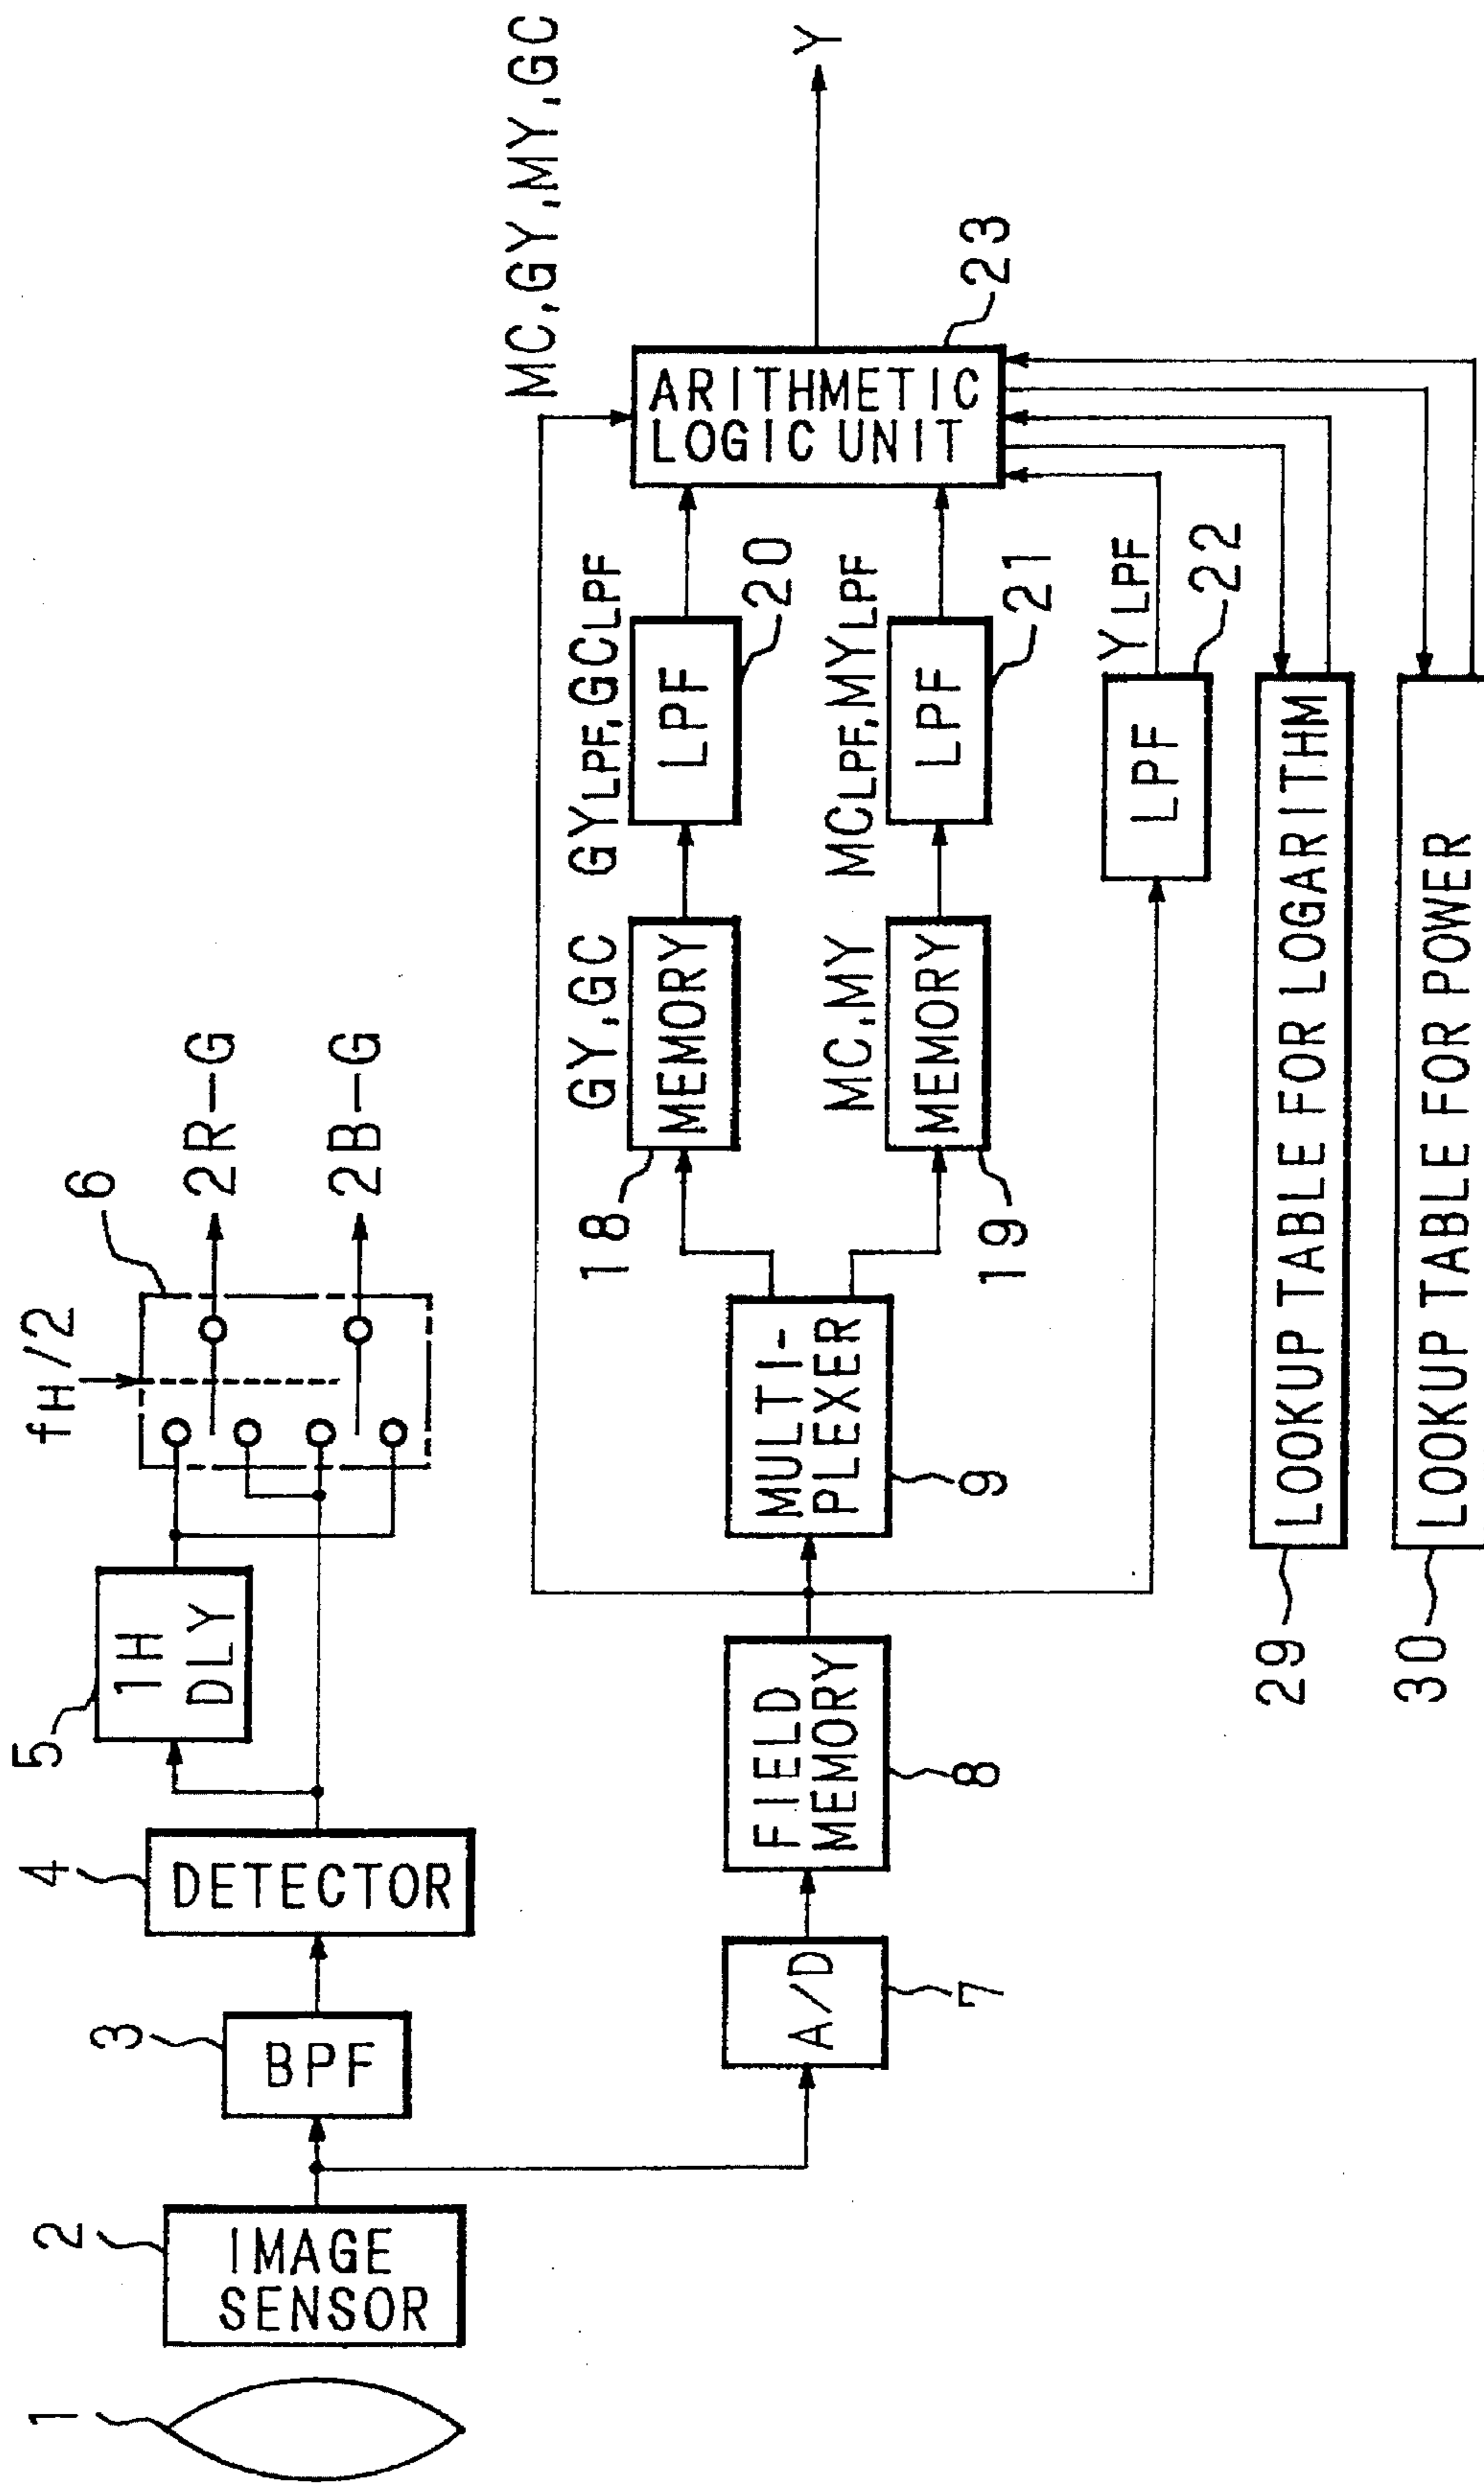 1
2
IMAGE
SENSOR
3
BPF
4
DETECTOR
5
1H
DLY
6
fH/2
2R-G
2B-G
7
A/D
8
FIELD
MEMORY
9
MULTI-
PLEXER
MC,GY,MY,GC
18
GY,GC
MEMORY
GYLPF,GCLPF
LPF
20
19
MC,MY
MEMORY
MCLPF,MYLPF
LPF
21
LPF
YLPF
22
ARITHMETIC
LOGIC UNIT
23
Y
29
LOOKUP TABLE FOR LOGARITHM
30
LOOKUP TABLE FOR POWER